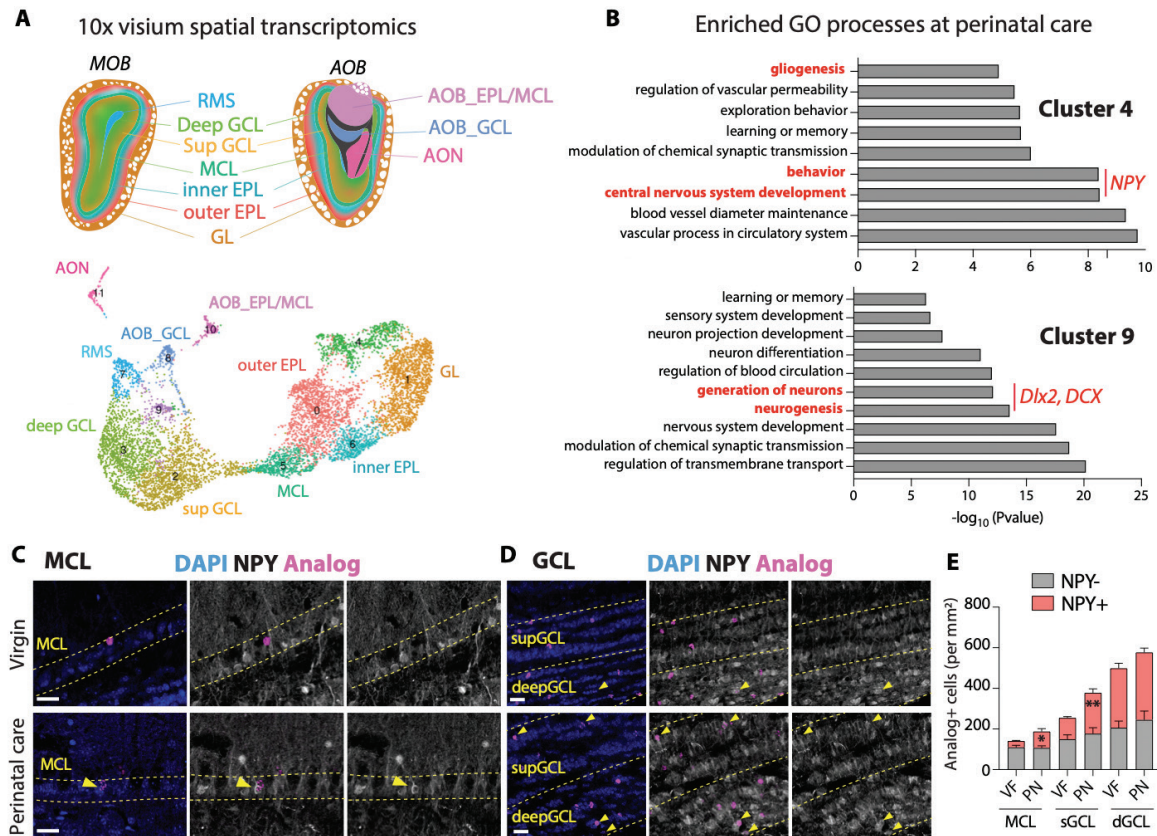 A
10x visium spatial transcriptomics
MOB
AOB
RMS
Deep GCL
Sup GCL
MCL
inner EPL
outer EPL
GL
AOB_EPL/MCL
AOB_GCL
AON
AON
11
AOB_EPL/MCL
10
AOB_GCL
8
RMS
7
9
outer EPL
4
GL
1
0
deep GCL
3
2
5
6
inner EPL
MCL
sup GCL
B
Enriched GO processes at perinatal care
gliogenesis
regulation of vascular permeability
exploration behavior
learning or memory
modulation of chemical synaptic transmission
behavior
central nervous system development
blood vessel diameter maintenance
vascular process in circulatory system
Cluster 4
NPY
0 2 4 6 8 10
learning or memory
sensory system development
neuron projection development
neuron differentiation
regulation of blood circulation
generation of neurons
neurogenesis
nervous system development
modulation of chemical synaptic transmission
regulation of transmembrane transport
Cluster 9
Dlx2, DCX
0 5 10 15 20 25
-log10 (Pvalue)
C MCL DAPI NPY Analog
Virgin
MCL
Perinatal care
MCL
D GCL DAPI NPY Analog
supGCL
deepGCL
supGCL
deepGCL
E
NPY-
NPY+
Analog+ cells (per mm²)
800
600
400
200
0
*
**
VF PN VF PN VF PN
MCL sGCL dGCL